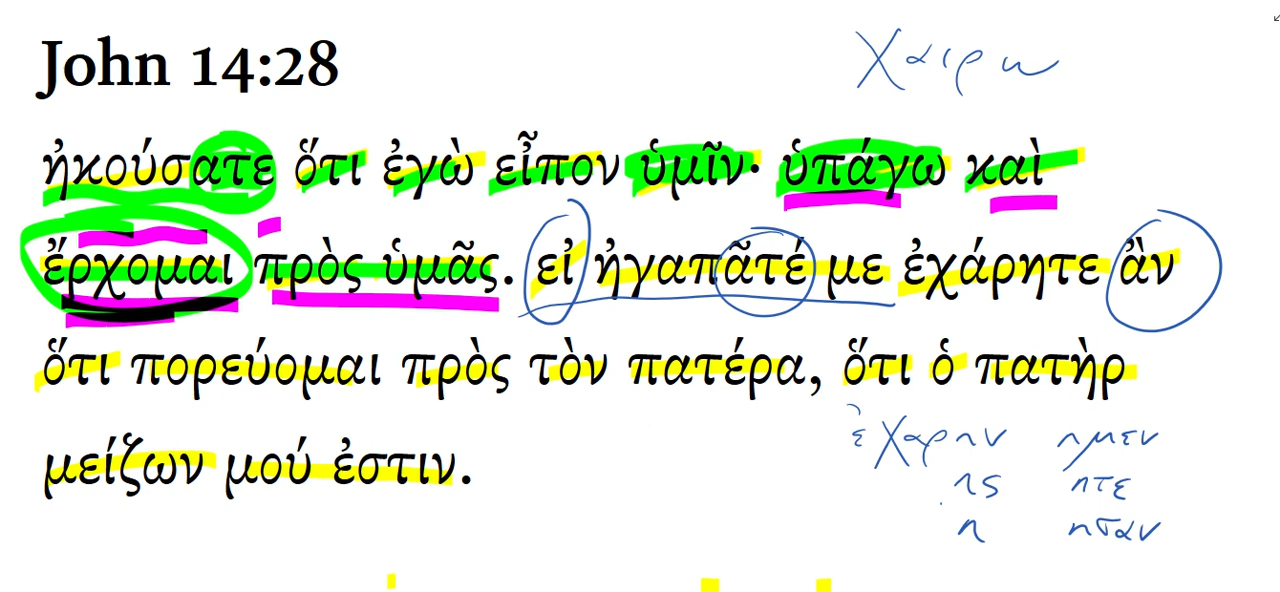 John 14:28
χαιρω
ἠκούσατε ὅτι ἐγὼ εἶπον ὑμῖν· ὑπάγω καὶ
ἔρχομαι πρὸς ὑμᾶς. εἰ ἠγαπᾶτέ με ἐχάρητε ἂν
ὅτι πορεύομαι πρὸς τὸν πατέρα, ὅτι ὁ πατὴρ
μείζων μού ἐστιν.
ἐχαρην ημεν
ης ητε
η ησαν